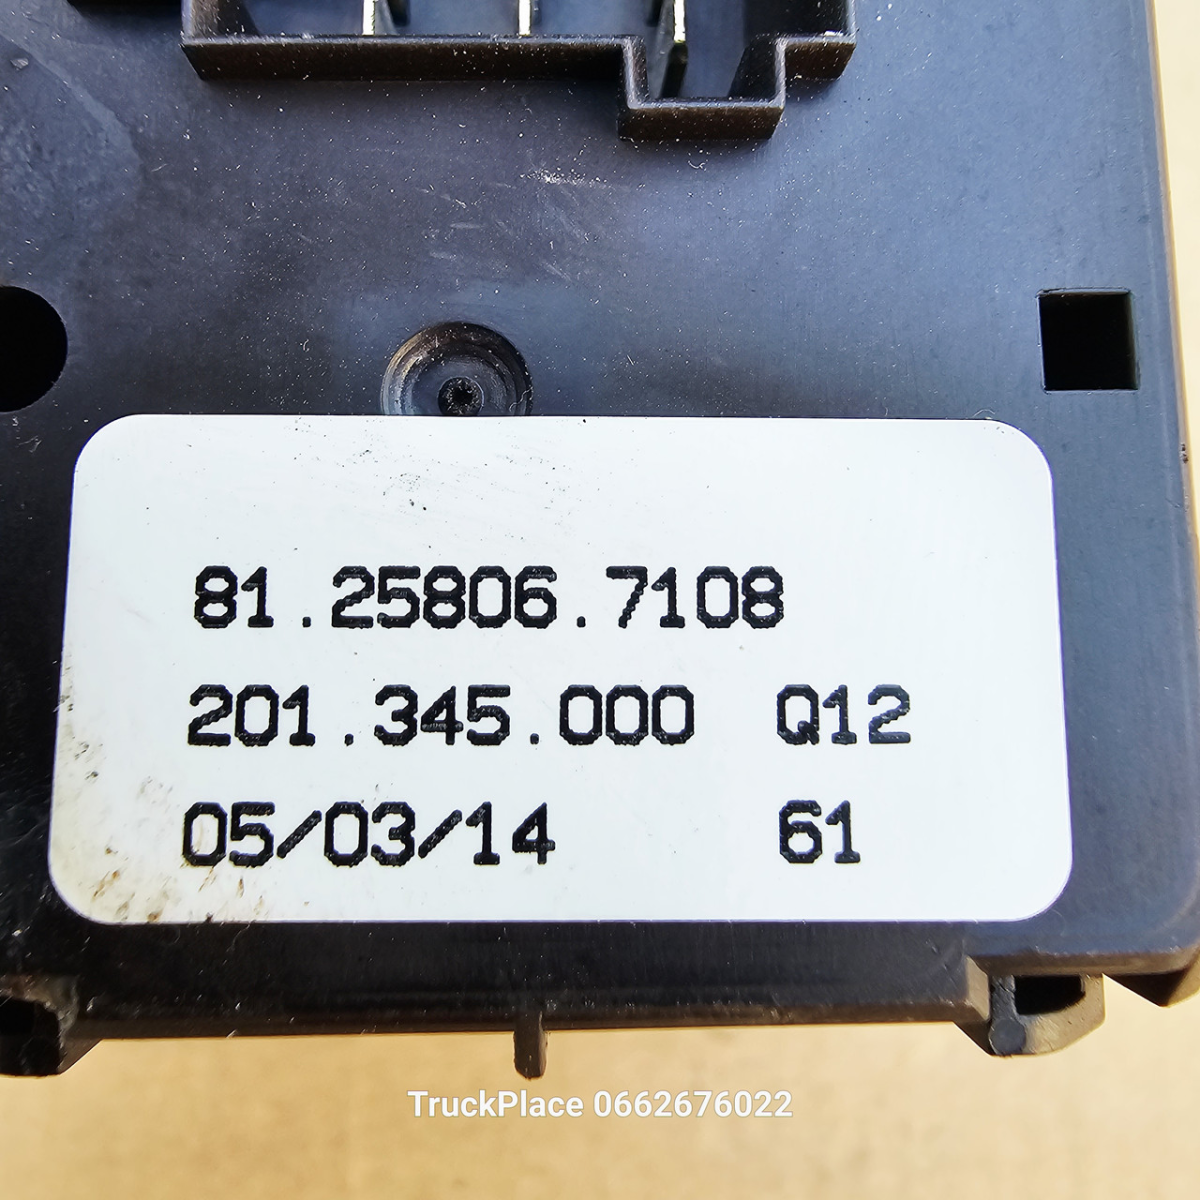 81.25806.7108
201.345.000 Q12
05/03/14 61
TruckPlace 0662676022